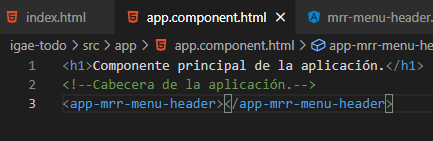 index.html app.component.html mrr-menu-header.
igae-todo > src > app > app.component.html > app-mrr-menu-he
1 <h1>Componente principal de la aplicación.</h1>
2 <!--Cabecera de la aplicación.-->
3 <app-mrr-menu-header></app-mrr-menu-header>